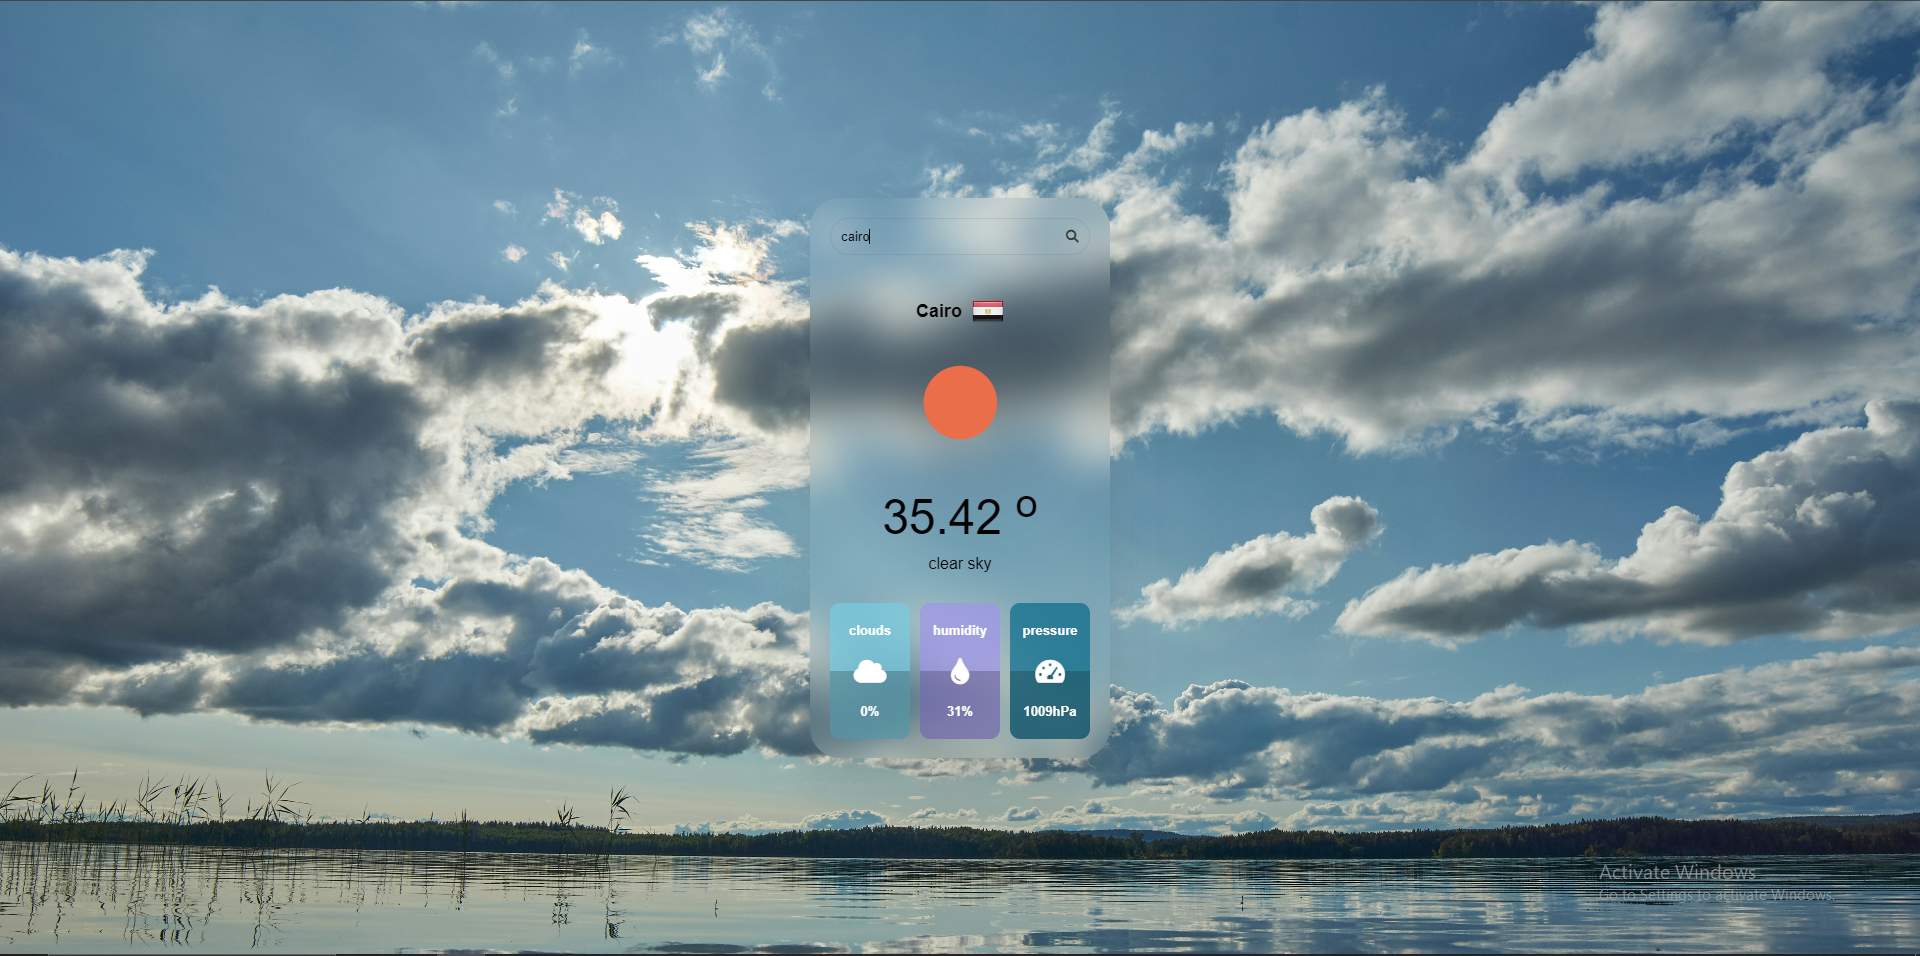 cairo
Cairo
35.42 º
clear sky
clouds humidity pressure
0% 31% 1009hPa
Activate Windows
Go to Settings to activate Windows.